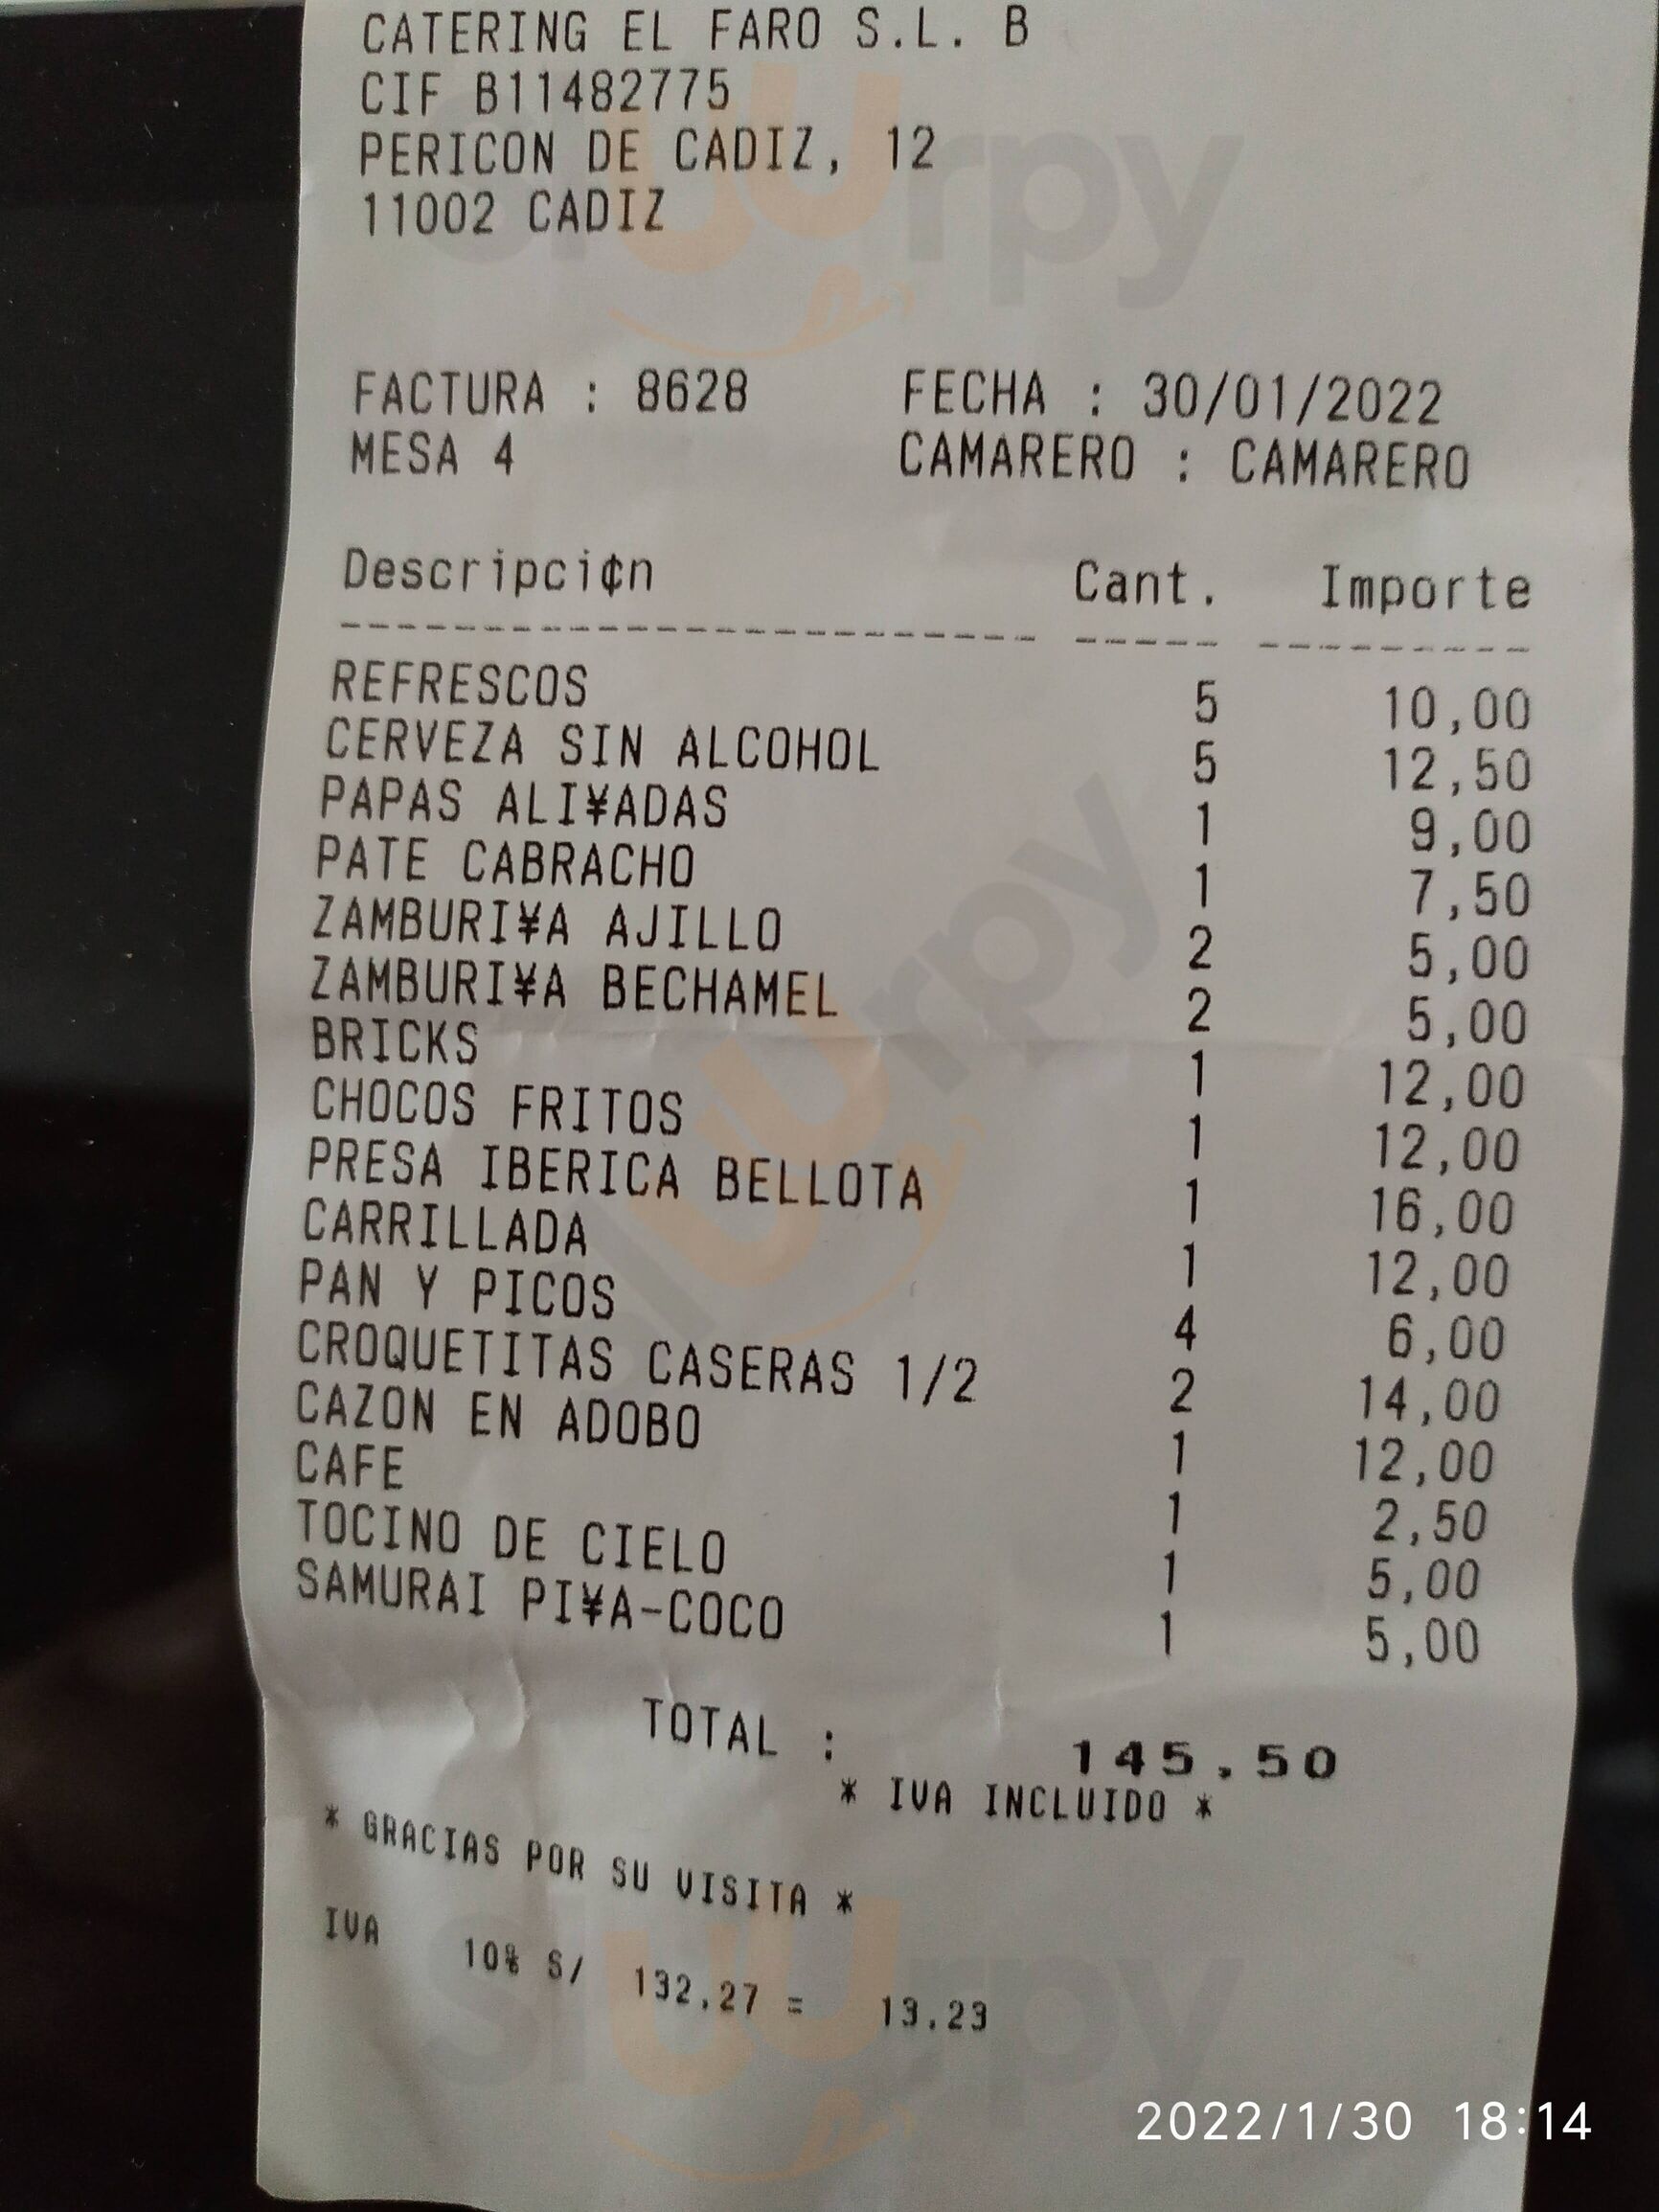 CATERING EL FARO S.L. B
CIF B11482775
PERICON DE CADIZ, 12
11002 CADIZ
FACTURA : 8628 FECHA : 30/01/2022
MESA 4 CAMARERO : CAMARERO
Descripci¢n Cant. Importe
REFRESCOS 5 10,00
CERVEZA SIN ALCOHOL 5 12,50
PAPAS ALI¥ADAS 1 9,00
PATE CABRACHO 1 7,50
ZAMBURI¥A AJILLO 2 5,00
ZAMBURI¥A BECHAMEL 2 5,00
BRICKS 1 12,00
CHOCOS FRITOS 1 12,00
PRESA IBERICA BELLOTA 1 16,00
CARRILLADA 1 12,00
PAN Y PICOS 4 6,00
CROQUETITAS CASERAS 1/2 2 14,00
CAZON EN ADOBO 1 12,00
CAFE 1 2,50
TOCINO DE CIELO 1 5,00
SAMURAI PI¥A-COCO 1 5,00
TOTAL : 145,50
* IVA INCLUIDO *
* GRACIAS POR SU VISITA *
IVA 10% S/ 132,27 = 13,23
2022/1/30 18:14
sluurpy
sluurpy
sluurpy